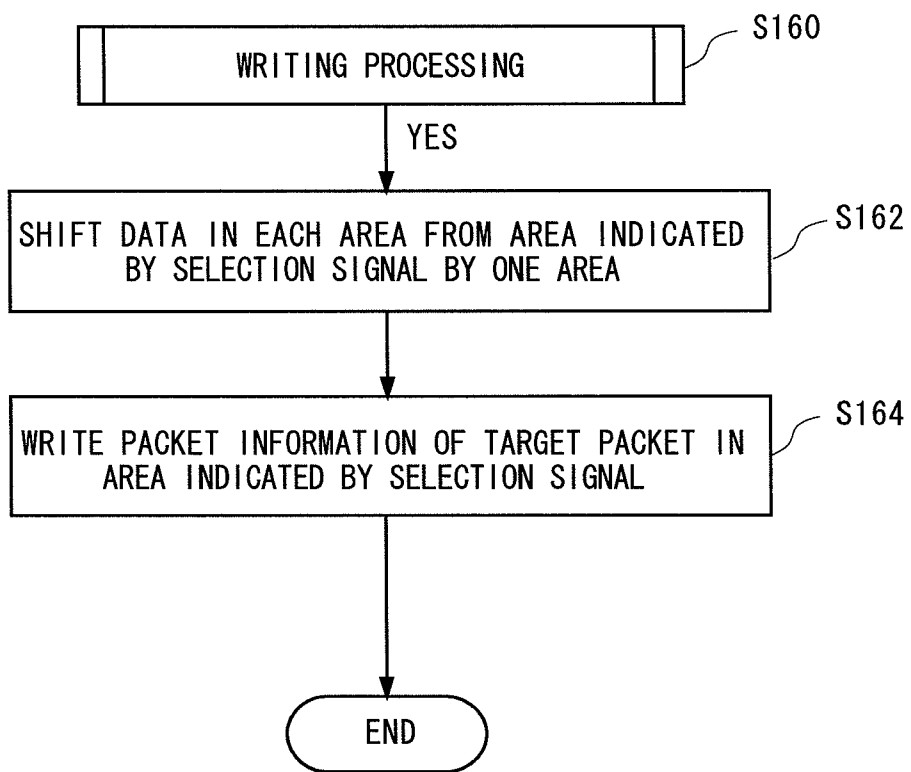 S160
WRITING PROCESSING
YES
S162
SHIFT DATA IN EACH AREA FROM AREA INDICATED
BY SELECTION SIGNAL BY ONE AREA
S164
WRITE PACKET INFORMATION OF TARGET PACKET IN
AREA INDICATED BY SELECTION SIGNAL
END